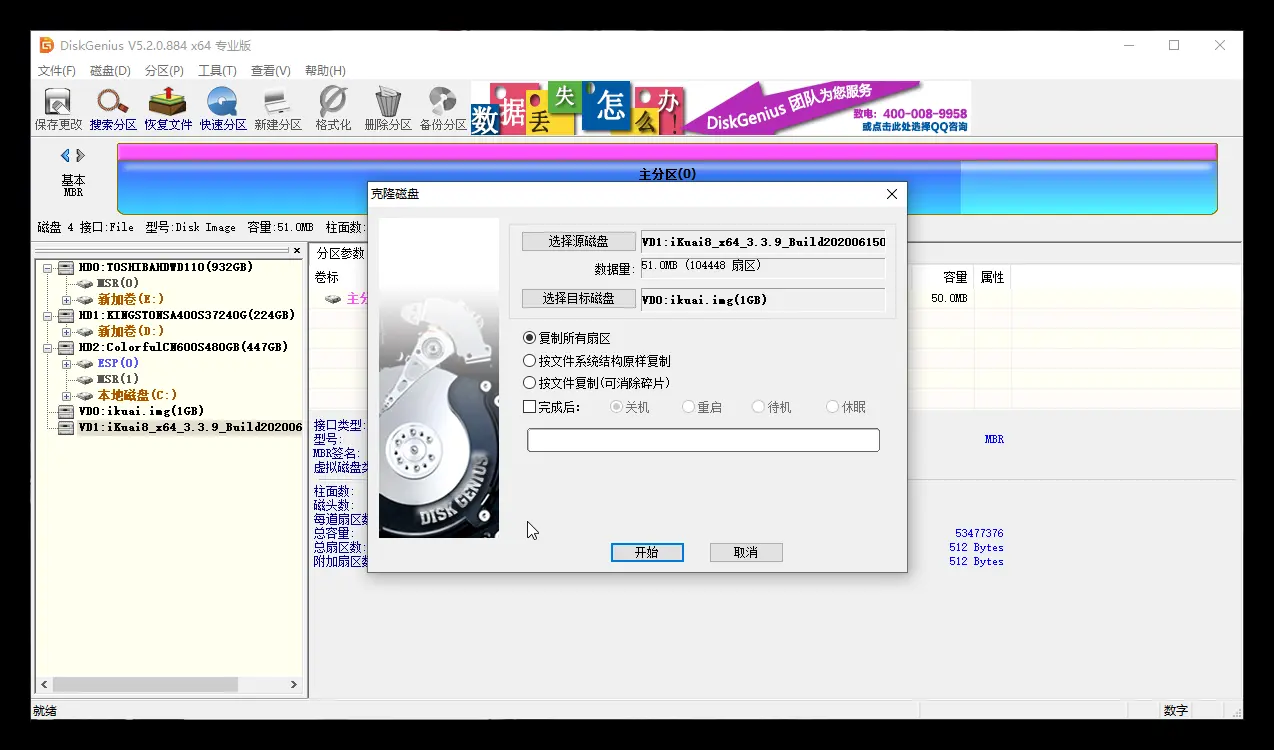 DiskGenius V5.2.0.884 x64 专业版
文件(F) 磁盘(D) 分区(P) 工具(T) 查看(V) 帮助(H)
保存更改 搜索分区 恢复文件 快速分区 新建分区 格式化 删除分区 备份分区
数据丢失怎么办!
DiskGenius 团队为您服务
致电: 400-008-9958
或点击此处选择QQ咨询
基本
MBR
主分区(0)
磁盘 4 接口:File 型号:Disk Image 容量:51.0MB 柱面数:
HD0:TOSHIBAHDWD110(932GB)
MSR(0)
新加卷(E:)
HD1:KINGSTONSA400S37240G(224GB)
新加卷(D:)
HD2:ColorfulCN600S480GB(447GB)
ESP(0)
MSR(1)
本地磁盘(C:)
VD0:ikuai.img(1GB)
VD1:iKuai8_x64_3.3.9_Build202006
分区参数
卷标 容量 属性
主分 50.0MB
接口类型:
型号: MBR
MBR签名:
虚拟磁盘类
柱面数:
磁头数:
每道扇区数
总容量: 53477376
总扇区数: 512 Bytes
附加扇区数 512 Bytes
克隆磁盘
选择源磁盘 VD1:iKuai8_x64_3.3.9_Build202006150
数据量: 51.0MB (104448 扇区)
选择目标磁盘 VD0:ikuai.img(1GB)
复制所有扇区
按文件系统结构原样复制
按文件复制(可消除碎片)
完成后: 关机 重启 待机 休眠
DISK GENIUS
开始 取消
就绪 数字